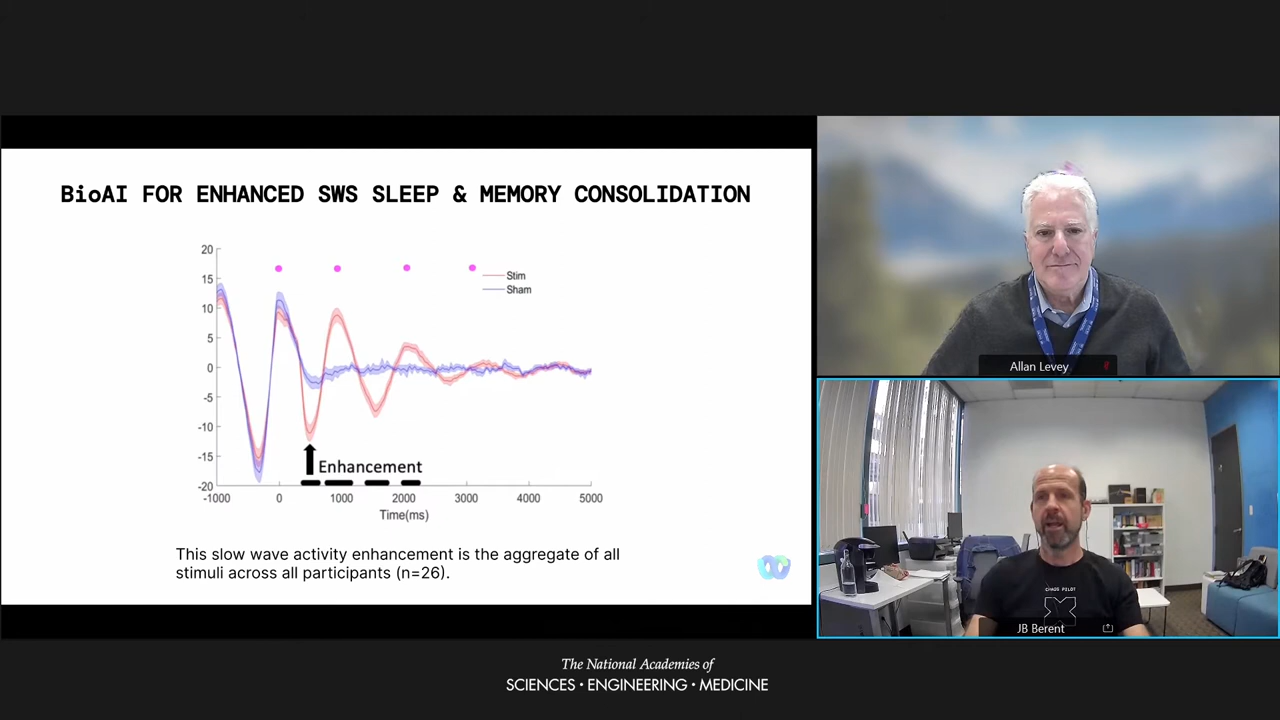 BioAI FOR ENHANCED SWS SLEEP & MEMORY CONSOLIDATION
20
15
10
5
0
-5
-10
-15
-20
Stim
Sham
Enhancement
-1000
0
1000
2000
3000
4000
5000
Time(ms)
This slow wave activity enhancement is the aggregate of all
stimuli across all participants (n=26).
Allan Levey
CHAOS PILOT
JB Berent
The National Academies of
SCIENCES · ENGINEERING · MEDICINE